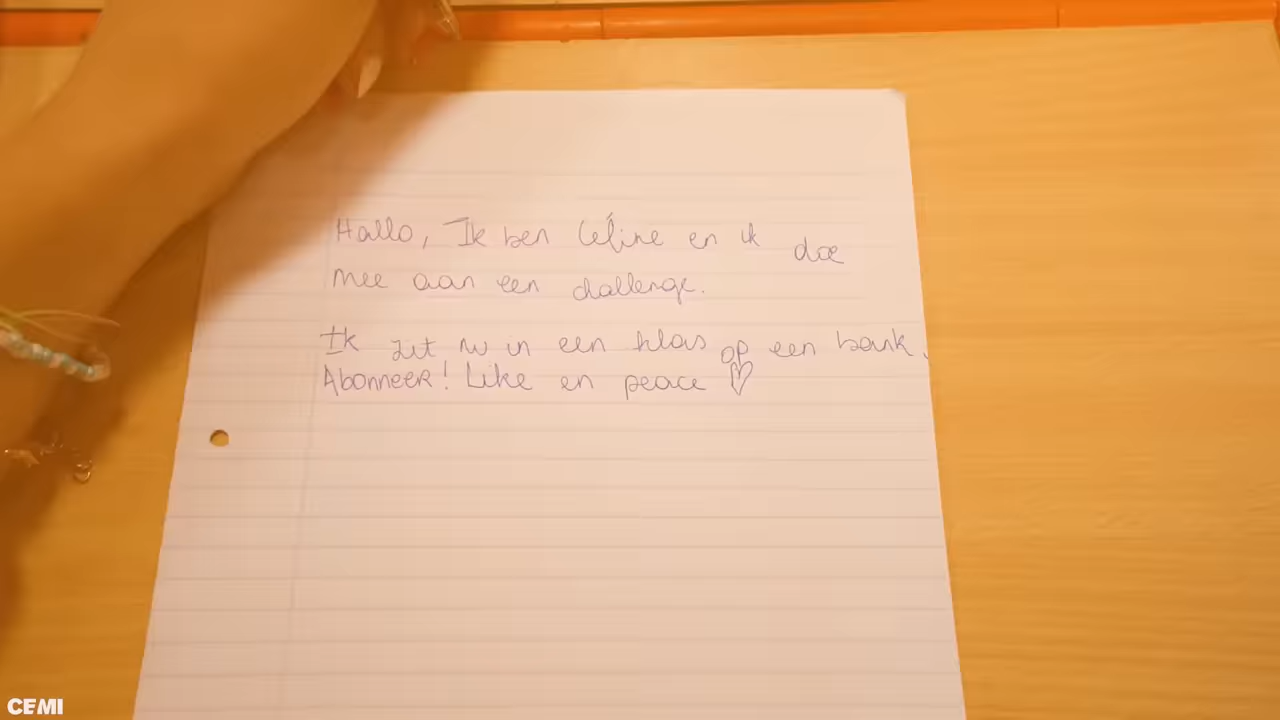 Hallo, Ik ben Céline en ik doe
mee aan een challenge.
Ik zit nu in een klas op een bank.
Abonneer! Like en peace
CEMI